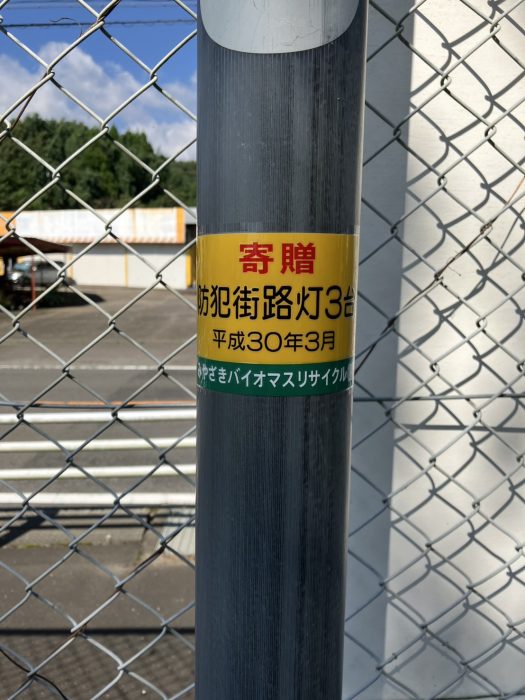 寄贈
防犯街路灯3台
平成30年3月
みやざきバイオマスリサイクル